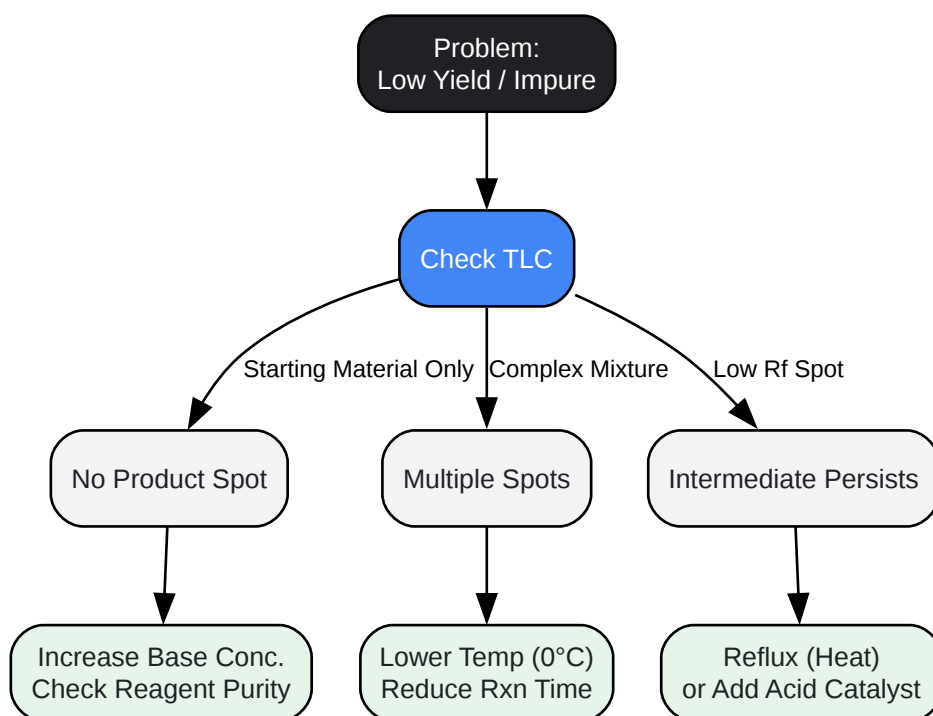 Problem:
Low Yield / Impure
Check TLC
Starting Material Only
Complex Mixture
Low Rf Spot
No Product Spot
Multiple Spots
Intermediate Persists
Increase Base Conc.
Check Reagent Purity
Lower Temp (0°C)
Reduce Rxn Time
Reflux (Heat)
or Add Acid Catalyst